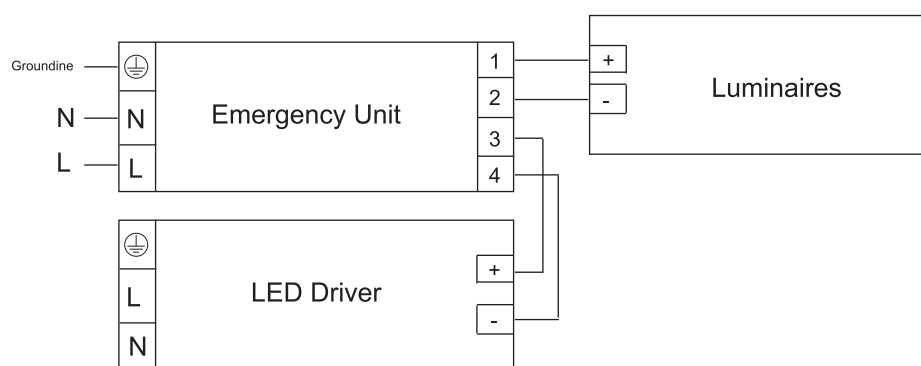 Groundine
N
L
N
L
Emergency Unit
1
2
3
4
+
-
Luminaires
L
N
LED Driver
+
-